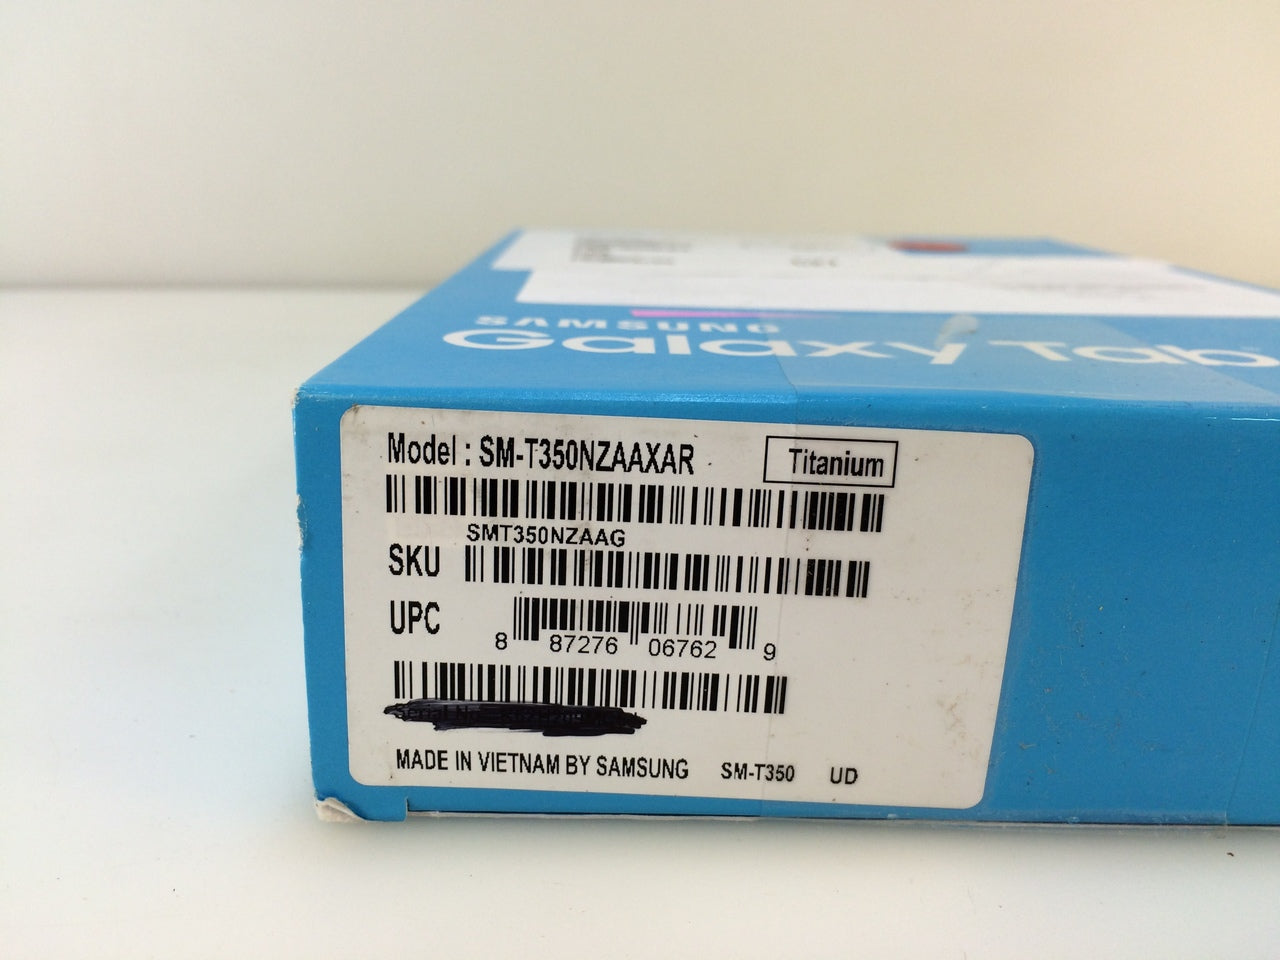 SAMSUNG
Galaxy Tab
Model : SM-T350NZAAXAR
Titanium
SMT350NZAAG
SKU
UPC
8 87276 06762 9
MADE IN VIETNAM BY SAMSUNG SM-T350 UD